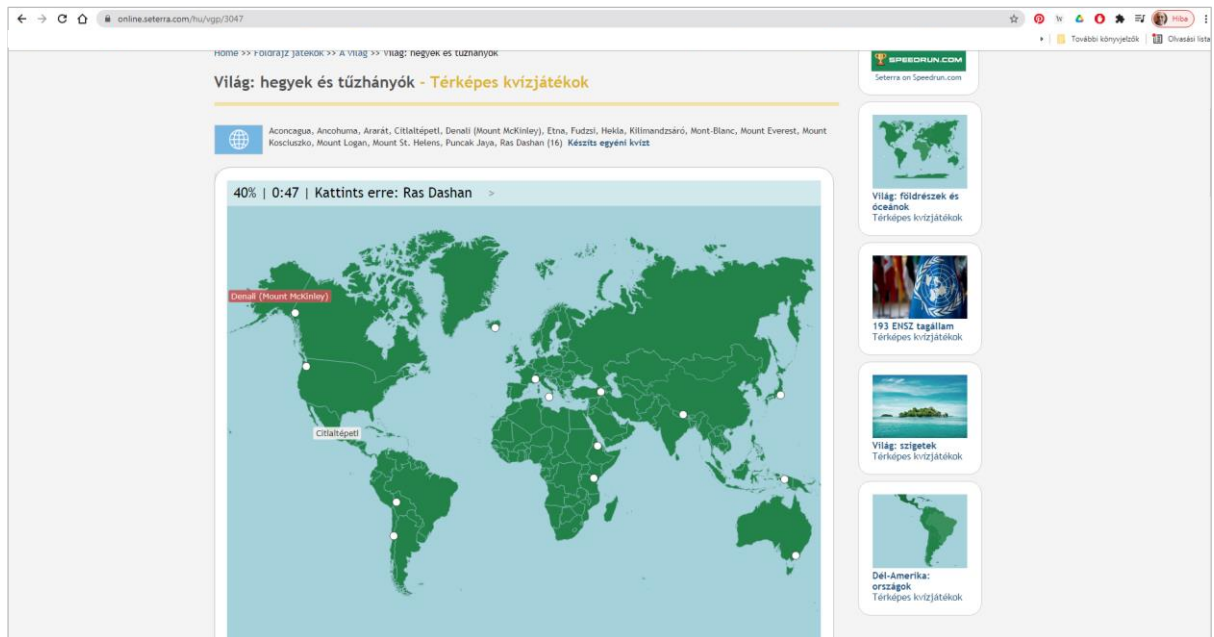 online.seterra.com/hu/vgp/3047
Hiba
További könyvjelzők
Olvasási lista
Home >> Földrajz játékok >> A világ >> Világ: hegyek és tűzhányók
Világ: hegyek és tűzhányók - Térképes kvízjátékok
Aconcagua, Ancohuma, Ararát, Citlaltépetl, Denali (Mount McKinley), Etna, Fudzsi, Hekla, Kilimandzsáró, Mont-Blanc, Mount Everest, Mount
Kosciuszko, Mount Logan, Mount St. Helens, Puncak Jaya, Ras Dashan (16) Készíts egyéni kvízt
40% | 0:47 | Kattints erre: Ras Dashan >
Denali (Mount McKinley)
Citlaltépetl
SPEEDRUN.COM
Seterra on Speedrun.com
Világ: földrészek és
óceánok
Térképes kvízjátékok
193 ENSZ tagállam
Térképes kvízjátékok
Világ: szigetek
Térképes kvízjátékok
Dél-Amerika:
országok
Térképes kvízjátékok